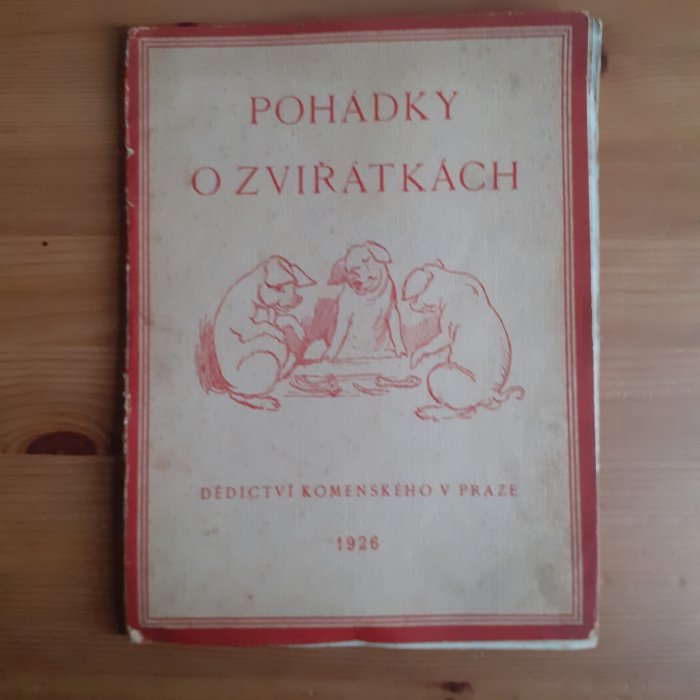 POHÁDKY
O ZVÍŘÁTKÁCH
DĚDICTVÍ KOMENSKÉHO V PRAZE
1926